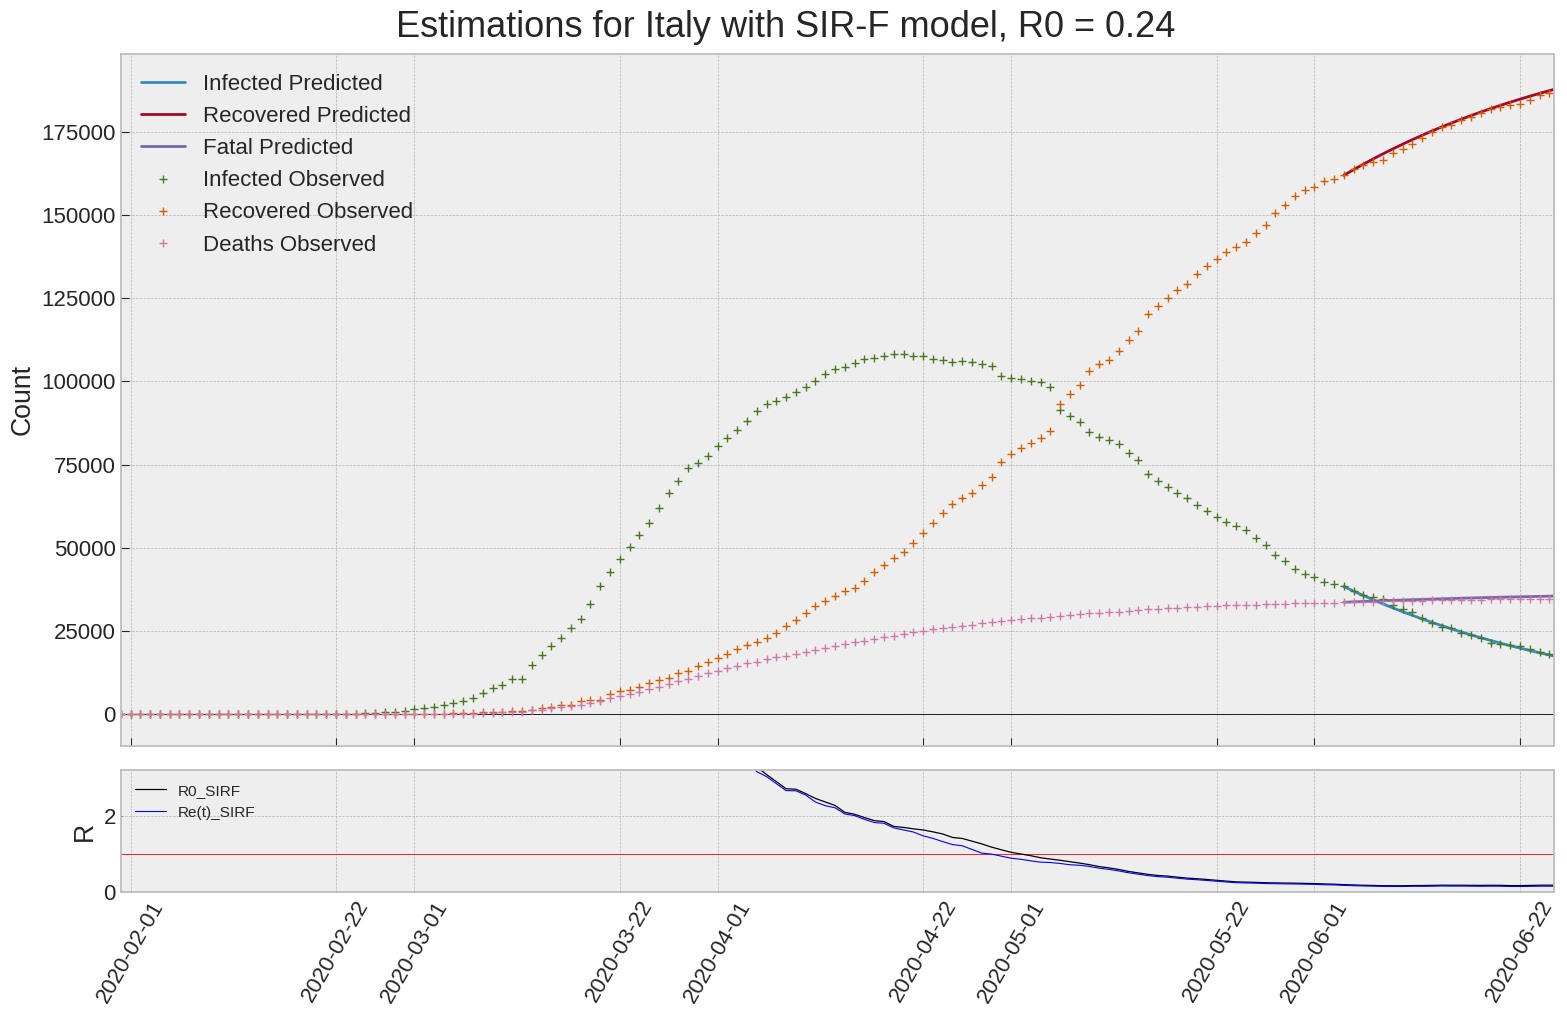 Estimations for Italy with SIR-F model, R0 = 0.24
Infected Predicted
Recovered Predicted
Fatal Predicted
Infected Observed
Recovered Observed
Deaths Observed
Count
175000
150000
125000
100000
75000
50000
25000
0
R0_SIRF
Re(t)_SIRF
R
2
0
2020-02-01
2020-02-22
2020-03-01
2020-03-22
2020-04-01
2020-04-22
2020-05-01
2020-05-22
2020-06-01
2020-06-22